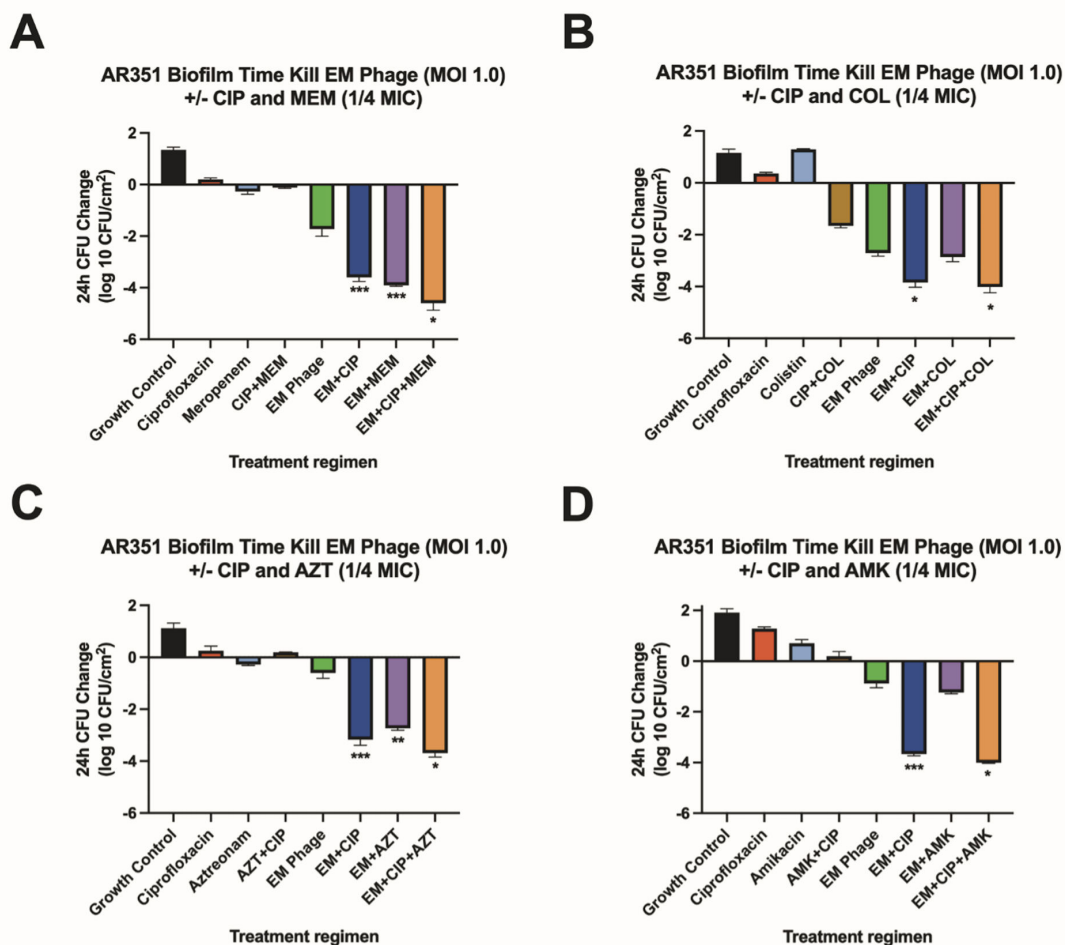 A
AR351 Biofilm Time Kill EM Phage (MOI 1.0)
+/- CIP and MEM (1/4 MIC)
24h CFU Change
(log 10 CFU/cm²)
2
0
-2
-4
-6
***
***
*
Growth Control
Ciprofloxacin
Meropenem
CIP+MEM
EM Phage
EM+CIP
EM+MEM
EM+CIP+MEM
Treatment regimen
B
AR351 Biofilm Time Kill EM Phage (MOI 1.0)
+/- CIP and COL (1/4 MIC)
24h CFU Change
(log 10 CFU/cm²)
2
0
-2
-4
-6
*
*
Growth Control
Ciprofloxacin
Colistin
CIP+COL
EM Phage
EM+CIP
EM+COL
EM+CIP+COL
Treatment regimen
C
AR351 Biofilm Time Kill EM Phage (MOI 1.0)
+/- CIP and AZT (1/4 MIC)
24h CFU Change
(log 10 CFU/cm²)
2
0
-2
-4
-6
***
**
*
Growth Control
Ciprofloxacin
Aztreonam
AZT+CIP
EM Phage
EM+CIP
EM+AZT
EM+CIP+AZT
Treatment regimen
D
AR351 Biofilm Time Kill EM Phage (MOI 1.0)
+/- CIP and AMK (1/4 MIC)
24h CFU Change
(log 10 CFU/cm²)
2
0
-2
-4
-6
***
*
Growth Control
Ciprofloxacin
Amikacin
AMK+CIP
EM Phage
EM+CIP
EM+AMK
EM+CIP+AMK
Treatment regimen